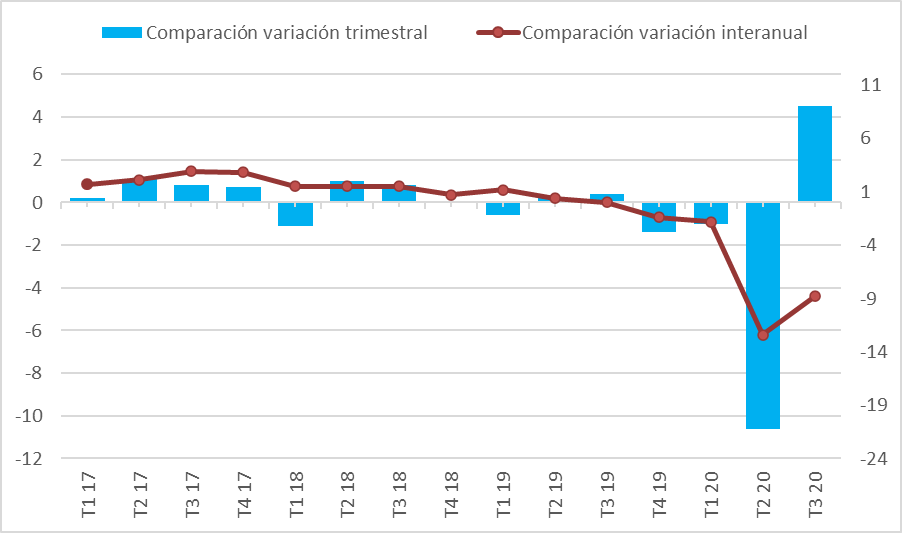 Comparación variación trimestral Comparación variación interanual
6
4
2
0
-2
-4
-6
-8
-10
-12
11
6
1
-4
-9
-14
-19
-24
T1 17
T2 17
T3 17
T4 17
T1 18
T2 18
T3 18
T4 18
T1 19
T2 19
T3 19
T4 19
T1 20
T2 20
T3 20